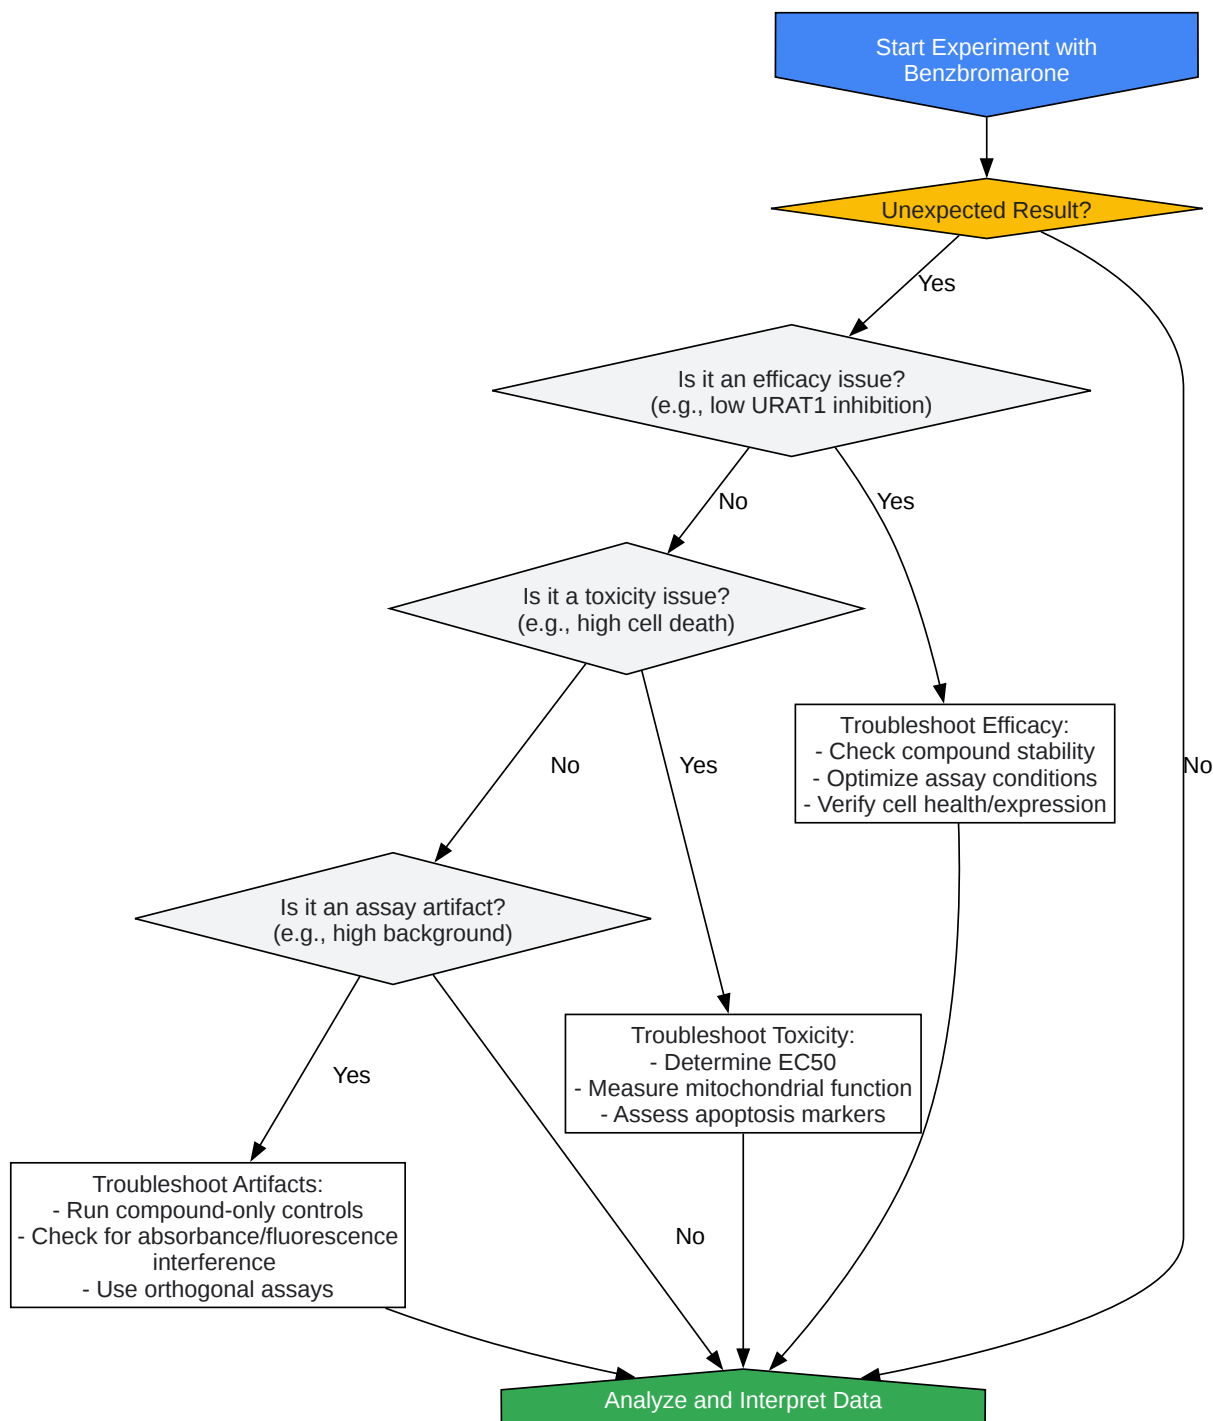 Start Experiment with
Benzbromarone
Unexpected Result?
Yes
No
Is it an efficacy issue?
(e.g., low URAT1 inhibition)
No
Yes
Is it a toxicity issue?
(e.g., high cell death)
No
Yes
Troubleshoot Efficacy:
- Check compound stability
- Optimize assay conditions
- Verify cell health/expression
Is it an assay artifact?
(e.g., high background)
Yes
No
Troubleshoot Toxicity:
- Determine EC50
- Measure mitochondrial function
- Assess apoptosis markers
Troubleshoot Artifacts:
- Run compound-only controls
- Check for absorbance/fluorescence
interference
- Use orthogonal assays
Analyze and Interpret Data